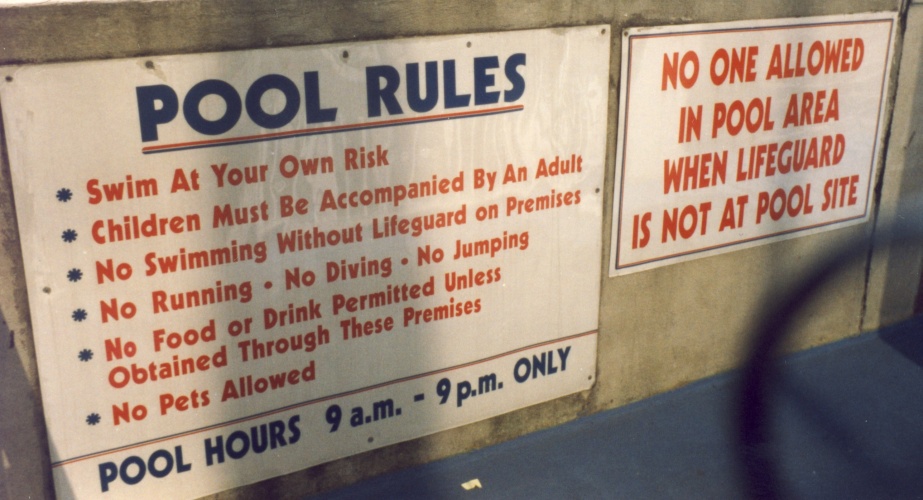 POOL RULES
* Swim At Your Own Risk
* Children Must Be Accompanied By An Adult
* No Swimming Without Lifeguard on Premises
* No Running • No Diving • No Jumping
* No Food or Drink Permitted Unless
Obtained Through These Premises
* No Pets Allowed
POOL HOURS 9 a.m. - 9 p.m. ONLY
NO ONE ALLOWED
IN POOL AREA
WHEN LIFEGUARD
IS NOT AT POOL SITE